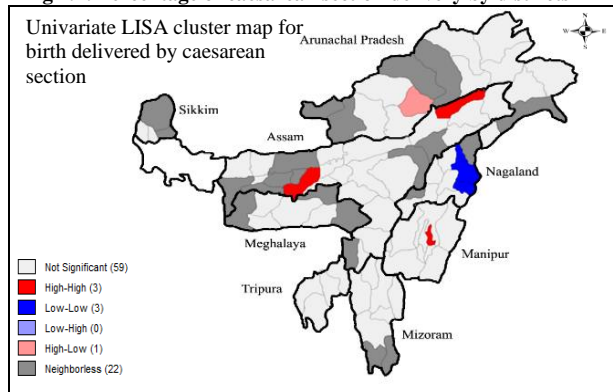 Univariate LISA cluster map for
birth delivered by caesarean
section
Arunachal Pradesh
N
W
E
S
Sikkim
Assam
Nagaland
Meghalaya
Manipur
Tripura
Mizoram
Not Significant (59)
High-High (3)
Low-Low (3)
Low-High (0)
High-Low (1)
Neighborless (22)